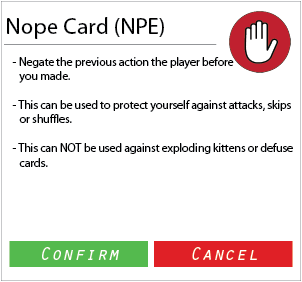 Nope Card (NPE)
- Negate the previous action the player before
you made.
- This can be used to protect yourself against attacks, skips
or shuffles.
- This can NOT be used against exploding kittens or defuse
cards.
Confirm
Cancel